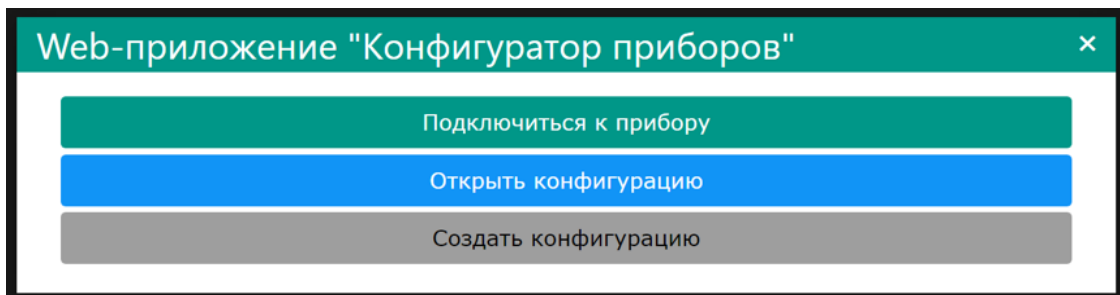 Web-приложение "Конфигуратор приборов" ×
Подключиться к прибору
Открыть конфигурацию
Создать конфигурацию